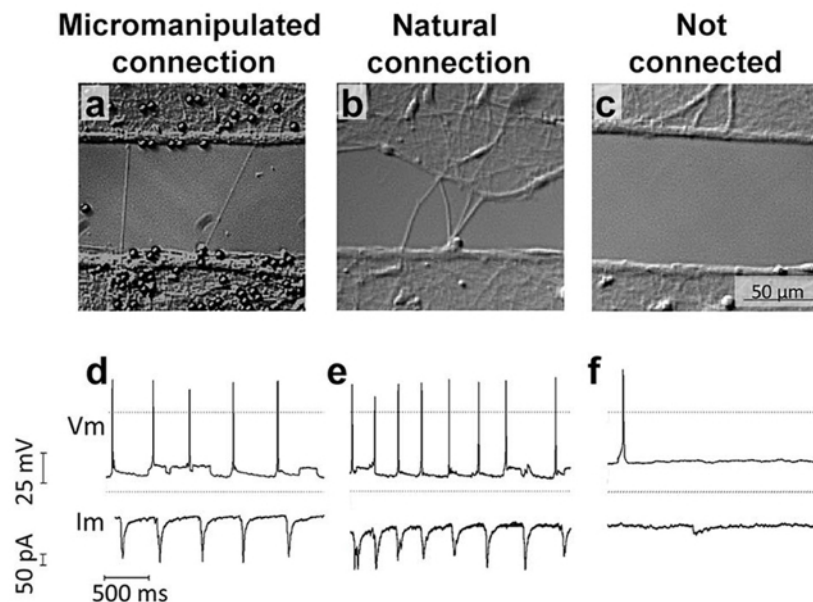 Micromanipulated connection
Natural connection
Not connected
a
b
c
50 µm
d
e
f
Vm
25 mV
Im
50 pA
500 ms